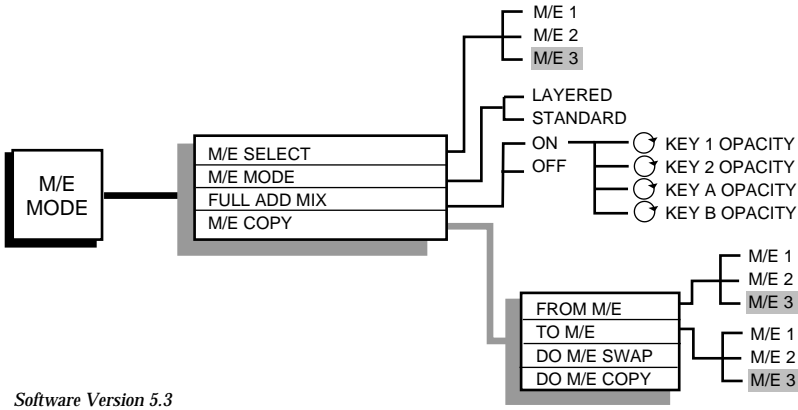 M/E 1
M/E 2
M/E 3
LAYERED
STANDARD
ON
OFF
KEY 1 OPACITY
KEY 2 OPACITY
KEY A OPACITY
KEY B OPACITY
M/E
MODE
M/E SELECT
M/E MODE
FULL ADD MIX
M/E COPY
FROM M/E
TO M/E
DO M/E SWAP
DO M/E COPY
M/E 1
M/E 2
M/E 3
M/E 1
M/E 2
M/E 3
Software Version 5.3